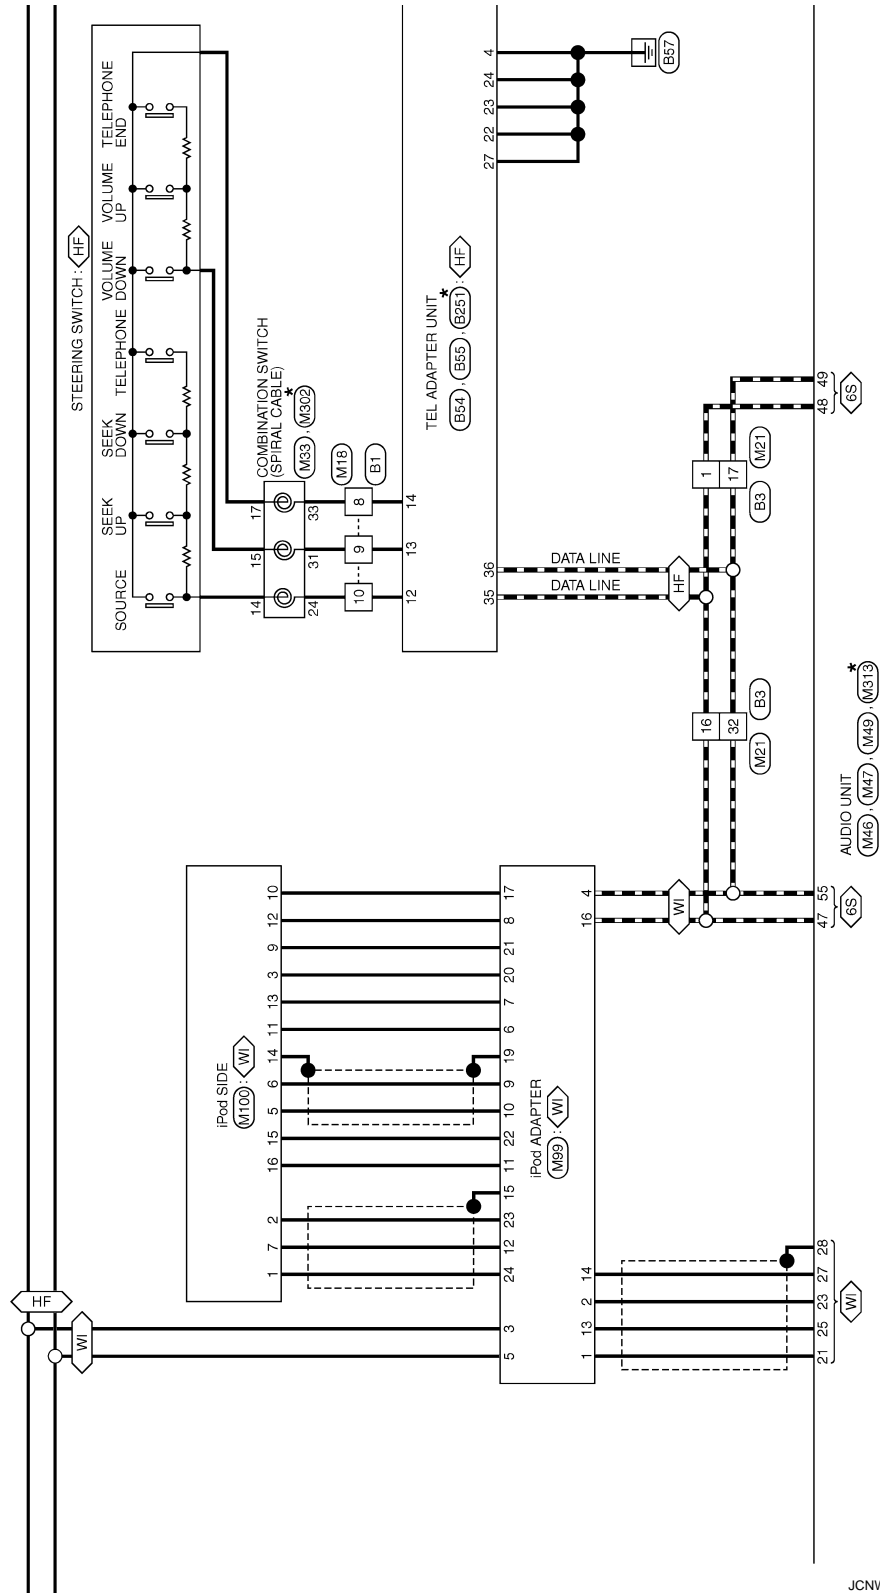 HF
WI
STEERING SWITCH : HF
SOURCE
SEEK UP
SEEK DOWN
TELEPHONE
VOLUME DOWN
VOLUME UP
TELEPHONE END
14 15 17
COMBINATION SWITCH
(SPIRAL CABLE)
M33 , M302 *
24 31 33
10 9 8
M18
B1
12 13 14
TEL ADAPTER UNIT
B54 , B55 , B251 * : HF
35 36
27 22 23 24 4
B57
DATA LINE
DATA LINE
HF
iPod SIDE
M100 : WI
1 7 2 16 15 5 6 14 11 13 3 9 12 10
5 3 24 12 23 15 11 22 10 9 19 6 7 20 21 8 17
iPod ADAPTER
M99 : WI
1 13 2 14
16 4
WI
16 32
M21
B3
1 17
B3
M21
21 25 23 27 28
WI
47 55
6S
48 49
6S
AUDIO UNIT
M46 , M47 , M49 , M313 *
JCNW